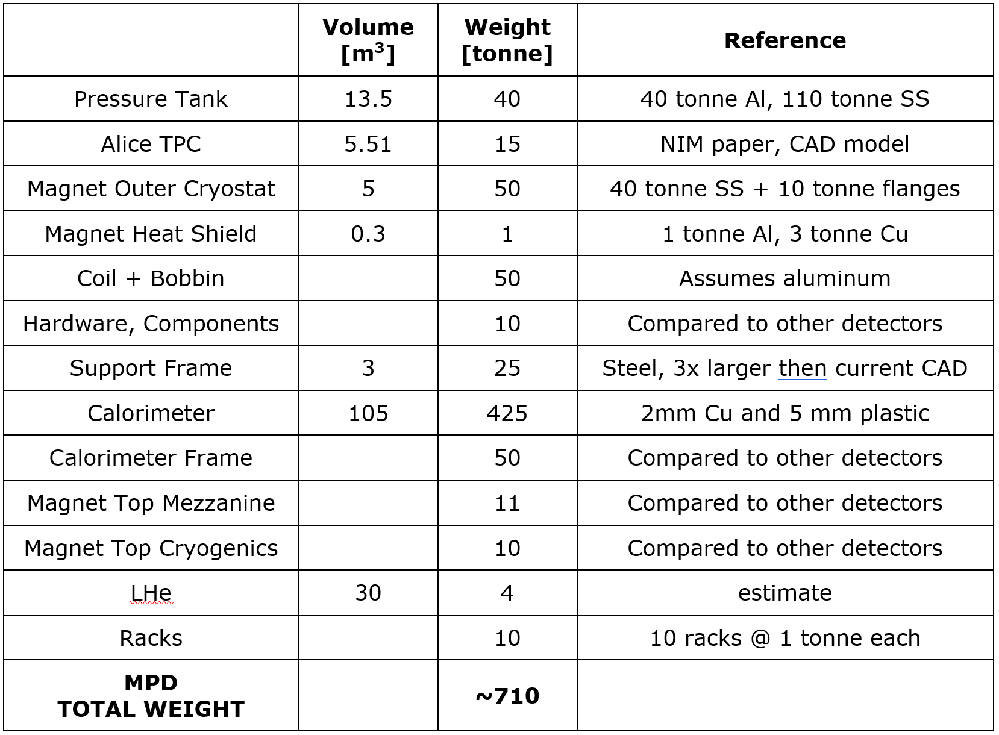 Volume [m³] Weight [tonne] Reference
Pressure Tank 13.5 40 40 tonne Al, 110 tonne SS
Alice TPC 5.51 15 NIM paper, CAD model
Magnet Outer Cryostat 5 50 40 tonne SS + 10 tonne flanges
Magnet Heat Shield 0.3 1 1 tonne Al, 3 tonne Cu
Coil + Bobbin 50 Assumes aluminum
Hardware, Components 10 Compared to other detectors
Support Frame 3 25 Steel, 3x larger then current CAD
Calorimeter 105 425 2mm Cu and 5 mm plastic
Calorimeter Frame 50 Compared to other detectors
Magnet Top Mezzanine 11 Compared to other detectors
Magnet Top Cryogenics 10 Compared to other detectors
LHe 30 4 estimate
Racks 10 10 racks @ 1 tonne each
MPD
TOTAL WEIGHT ~710